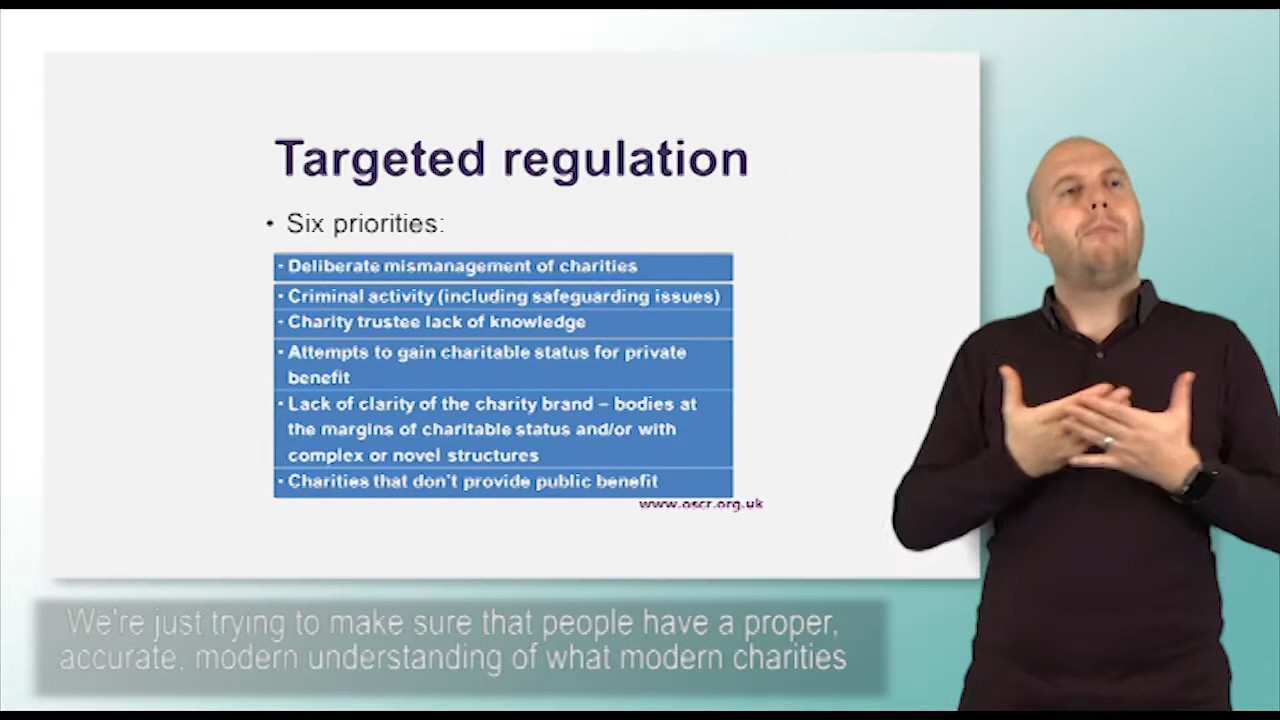 Targeted regulation
• Six priorities:
- Deliberate mismanagement of charities
- Criminal activity (including safeguarding issues)
- Charity trustee lack of knowledge
- Attempts to gain charitable status for private
benefit
- Lack of clarity of the charity brand – bodies at
the margins of charitable status and/or with
complex or novel structures
- Charities that don't provide public benefit
www.oscr.org.uk
We're just trying to make sure that people have a proper,
accurate, modern understanding of what modern charities